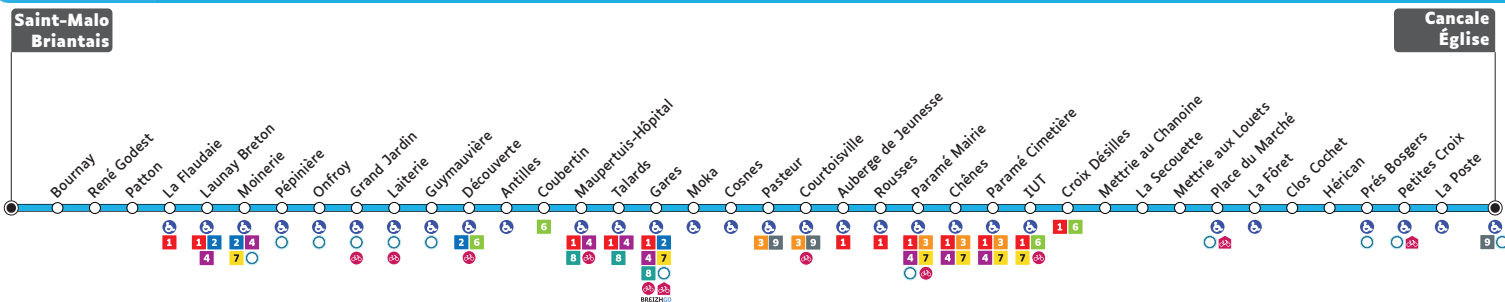 Saint-Malo
Briantais
Cancale
Église
Bournay
René Godest
Patton
La Flaudaie
Launay Breton
Moinerie
Pépinière
Onfroy
Grand Jardin
Laiterie
Guymauvière
Découverte
Antilles
Coubertin
Maupertuis-Hôpital
Talards
Gares
Moka
Cosnes
Pasteur
Courtoisville
Auberge de Jeunesse
Rousses
Paramé Mairie
Chênes
Paramé Cimetière
IUT
Croix Désilles
Mettrie au Chanoine
La Secouette
Mettrie aux Louets
Place du Marché
La Fôret
Clos Cochet
Hérican
Prés Bosgers
Petites Croix
La Poste
6 1 6
1 1 2 2 4 2 6 1 4 1 4 1 2 3 9 3 9 1 1 1 3 1 3 1 3 1 6 9
4 7 8 8 4 7 4 7 4 7 4 7 7
8
BREIZHGO